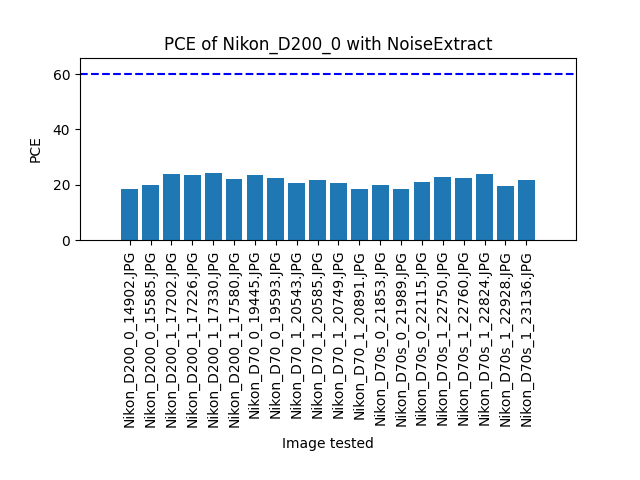 PCE of Nikon_D200_0 with NoiseExtract
60
40
20
0
PCE
Nikon_D200_0_14902.JPG
Nikon_D200_0_15585.JPG
Nikon_D200_1_17202.JPG
Nikon_D200_1_17226.JPG
Nikon_D200_1_17330.JPG
Nikon_D200_1_17580.JPG
Nikon_D70_0_19445.JPG
Nikon_D70_0_19593.JPG
Nikon_D70_1_20543.JPG
Nikon_D70_1_20585.JPG
Nikon_D70_1_20749.JPG
Nikon_D70_1_20891.JPG
Nikon_D70s_0_21853.JPG
Nikon_D70s_0_21989.JPG
Nikon_D70s_0_22115.JPG
Nikon_D70s_1_22750.JPG
Nikon_D70s_1_22760.JPG
Nikon_D70s_1_22824.JPG
Nikon_D70s_1_22928.JPG
Nikon_D70s_1_23136.JPG
Image tested